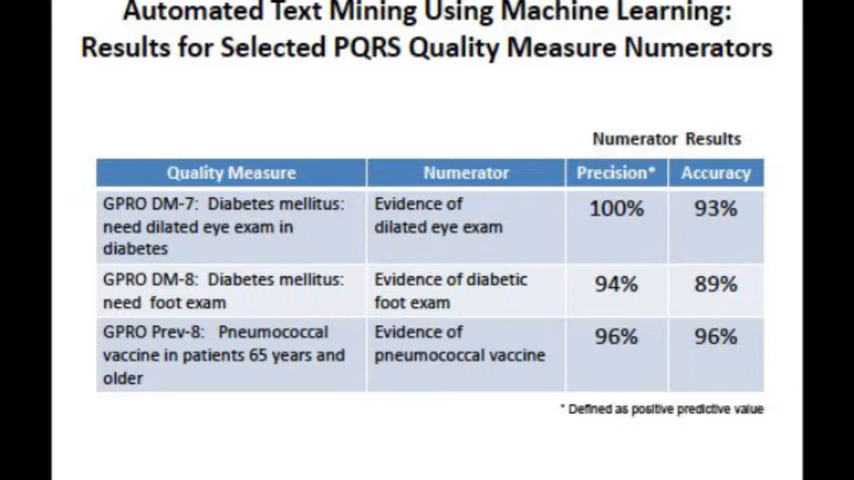 Automated Text Mining Using Machine Learning:
Results for Selected PQRS Quality Measure Numerators
Numerator Results
Quality Measure Numerator Precision* Accuracy
GPRO DM-7: Diabetes mellitus: need dilated eye exam in diabetes Evidence of dilated eye exam 100% 93%
GPRO DM-8: Diabetes mellitus: need foot exam Evidence of diabetic foot exam 94% 89%
GPRO Prev-8: Pneumococcal vaccine in patients 65 years and older Evidence of pneumococcal vaccine 96% 96%
* Defined as positive predictive value